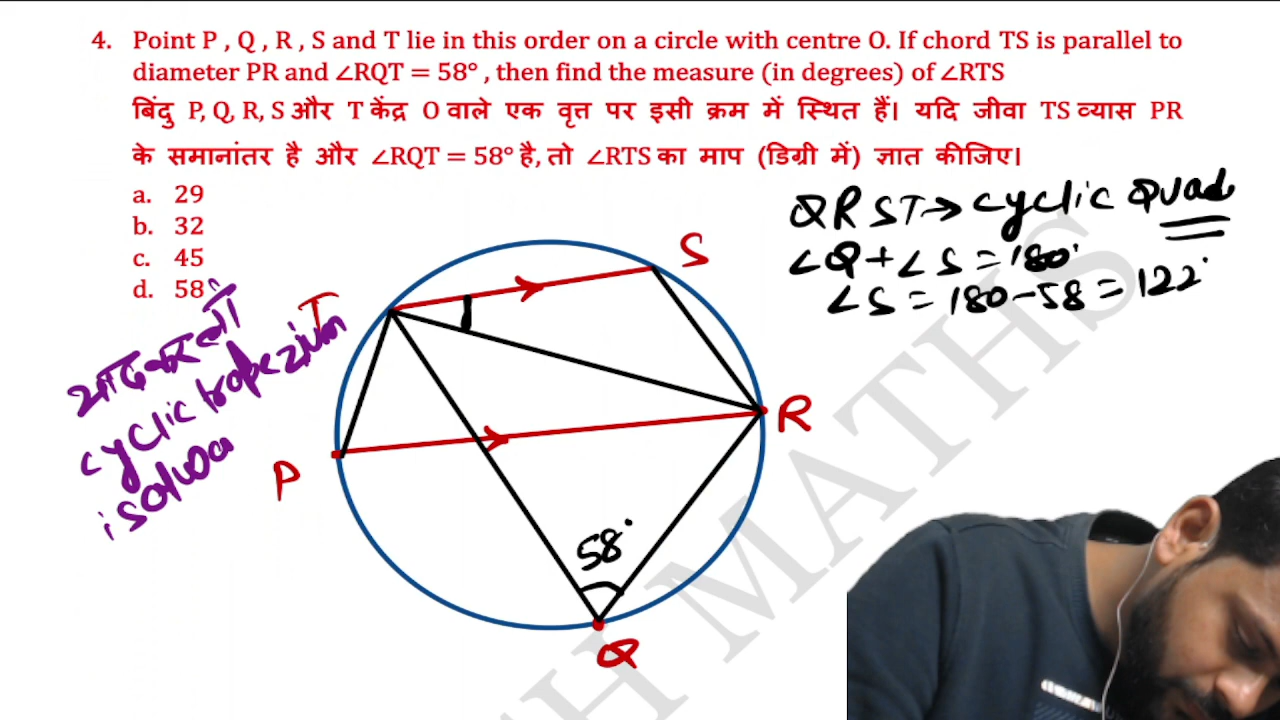 4. Point P , Q , R , S and T lie in this order on a circle with centre O. If chord TS is parallel to
diameter PR and ∠RQT = 58° , then find the measure (in degrees) of ∠RTS
बिंदु P, Q, R, S और T केंद्र O वाले एक वृत्त पर इसी क्रम में स्थित हैं। यदि जीवा TS व्यास PR
के समानांतर है और ∠RQT = 58° है, तो ∠RTS का माप (डिग्री में) ज्ञात कीजिए।
a. 29
b. 32
c. 45
d. 58°
QRST→ cyclic Quad
∠Q+∠S=180°
∠S = 180-58 = 122°
cyclic trapezium
S
T
R
P
58°
Q
MATHS